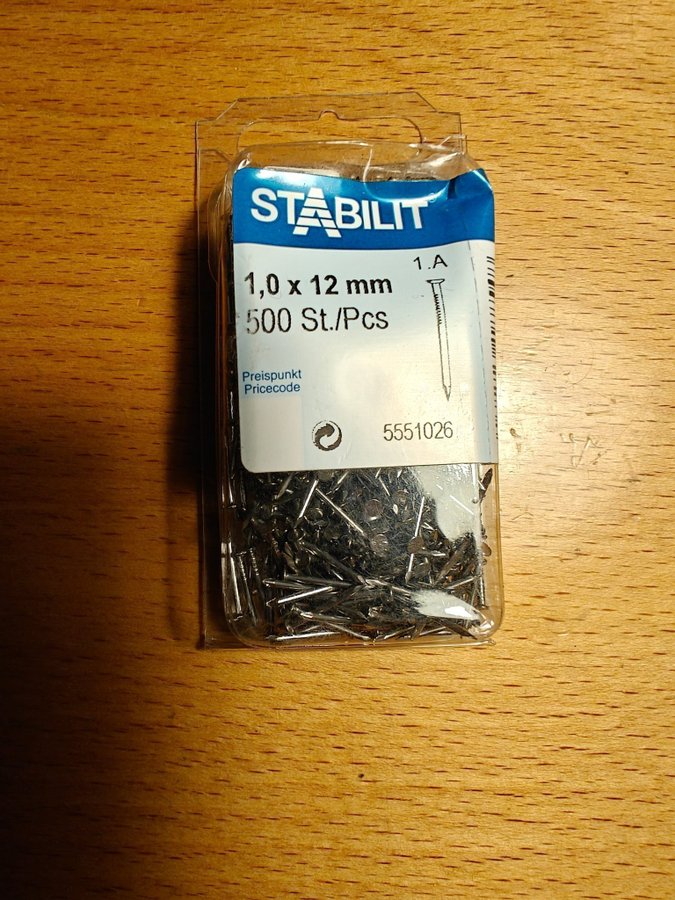 STABILIT
1.A
1,0 x 12 mm
500 St./Pcs
Preispunkt
Pricecode
5551026